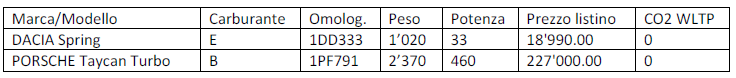 Marca/Modello Carburante Omolog. Peso Potenza Prezzo listino CO2 WLTP
DACIA Spring E 1DD333 1’020 33 18'990.00 0
PORSCHE Taycan Turbo B 1PF791 2’370 460 227'000.00 0